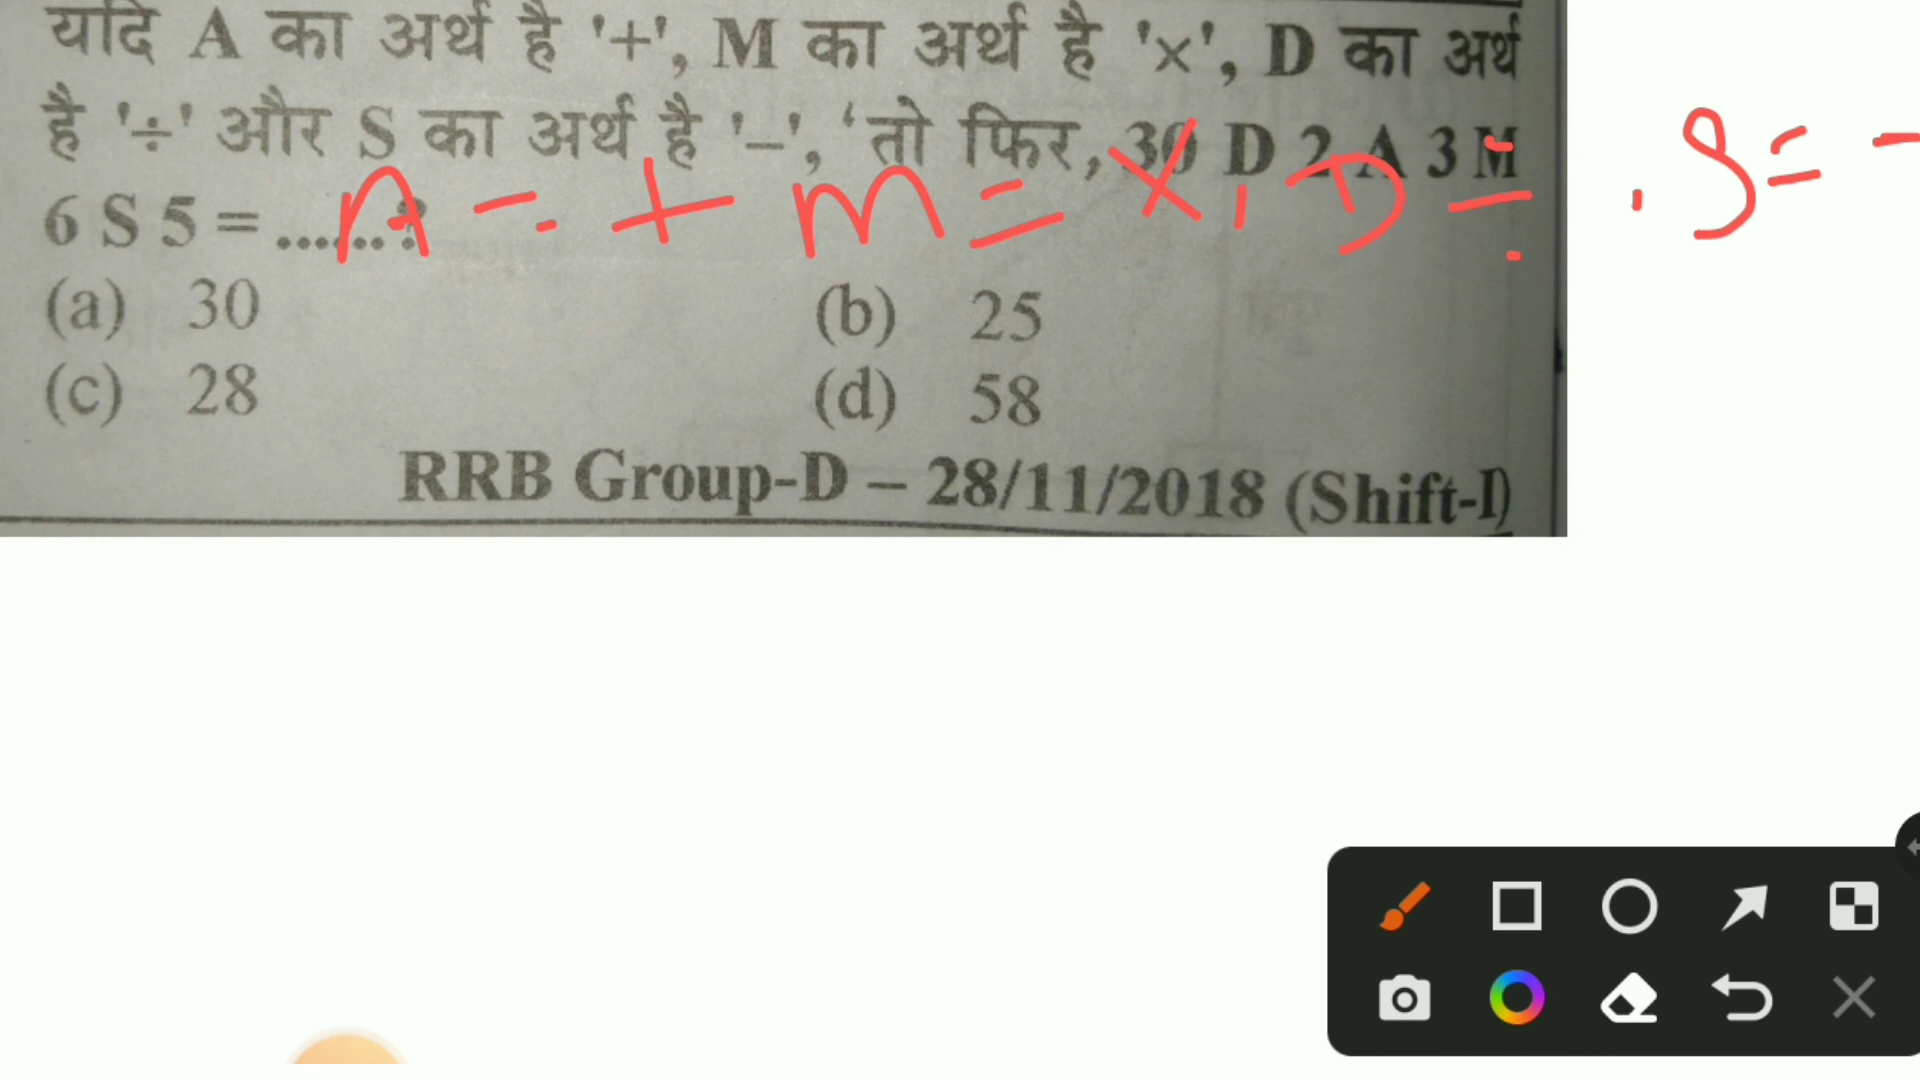 यदि A का अर्थ है '+', M का अर्थ है '×', D का अर्थ
है '÷' और S का अर्थ है '–', 'तो फिर, 30 D 2 A 3 M
6 S 5 = ......?
A = + M = ×, D ÷ , S = -
(a) 30 (b) 25
(c) 28 (d) 58
RRB Group-D – 28/11/2018 (Shift-I)